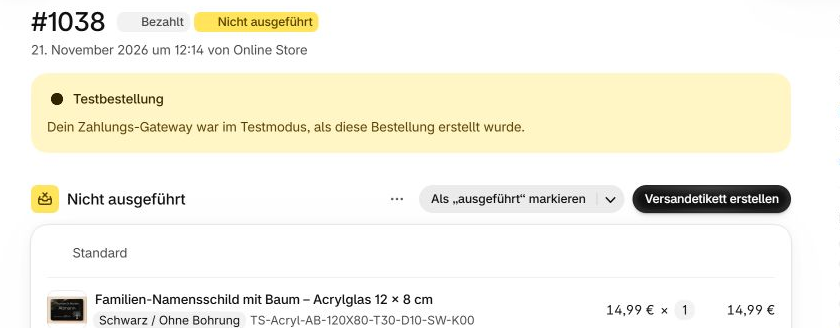 #1038 Bezahlt Nicht ausgeführt
21. November 2026 um 12:14 von Online Store
Testbestellung
Dein Zahlungs-Gateway war im Testmodus, als diese Bestellung erstellt wurde.
Nicht ausgeführt ··· Als „ausgeführt“ markieren Versandetikett erstellen
Standard
Familien-Namensschild mit Baum – Acrylglas 12 × 8 cm
14,99 € × 1 14,99 €
Schwarz / Ohne Bohrung TS-Acryl-AB-120X80-T30-D10-SW-K00